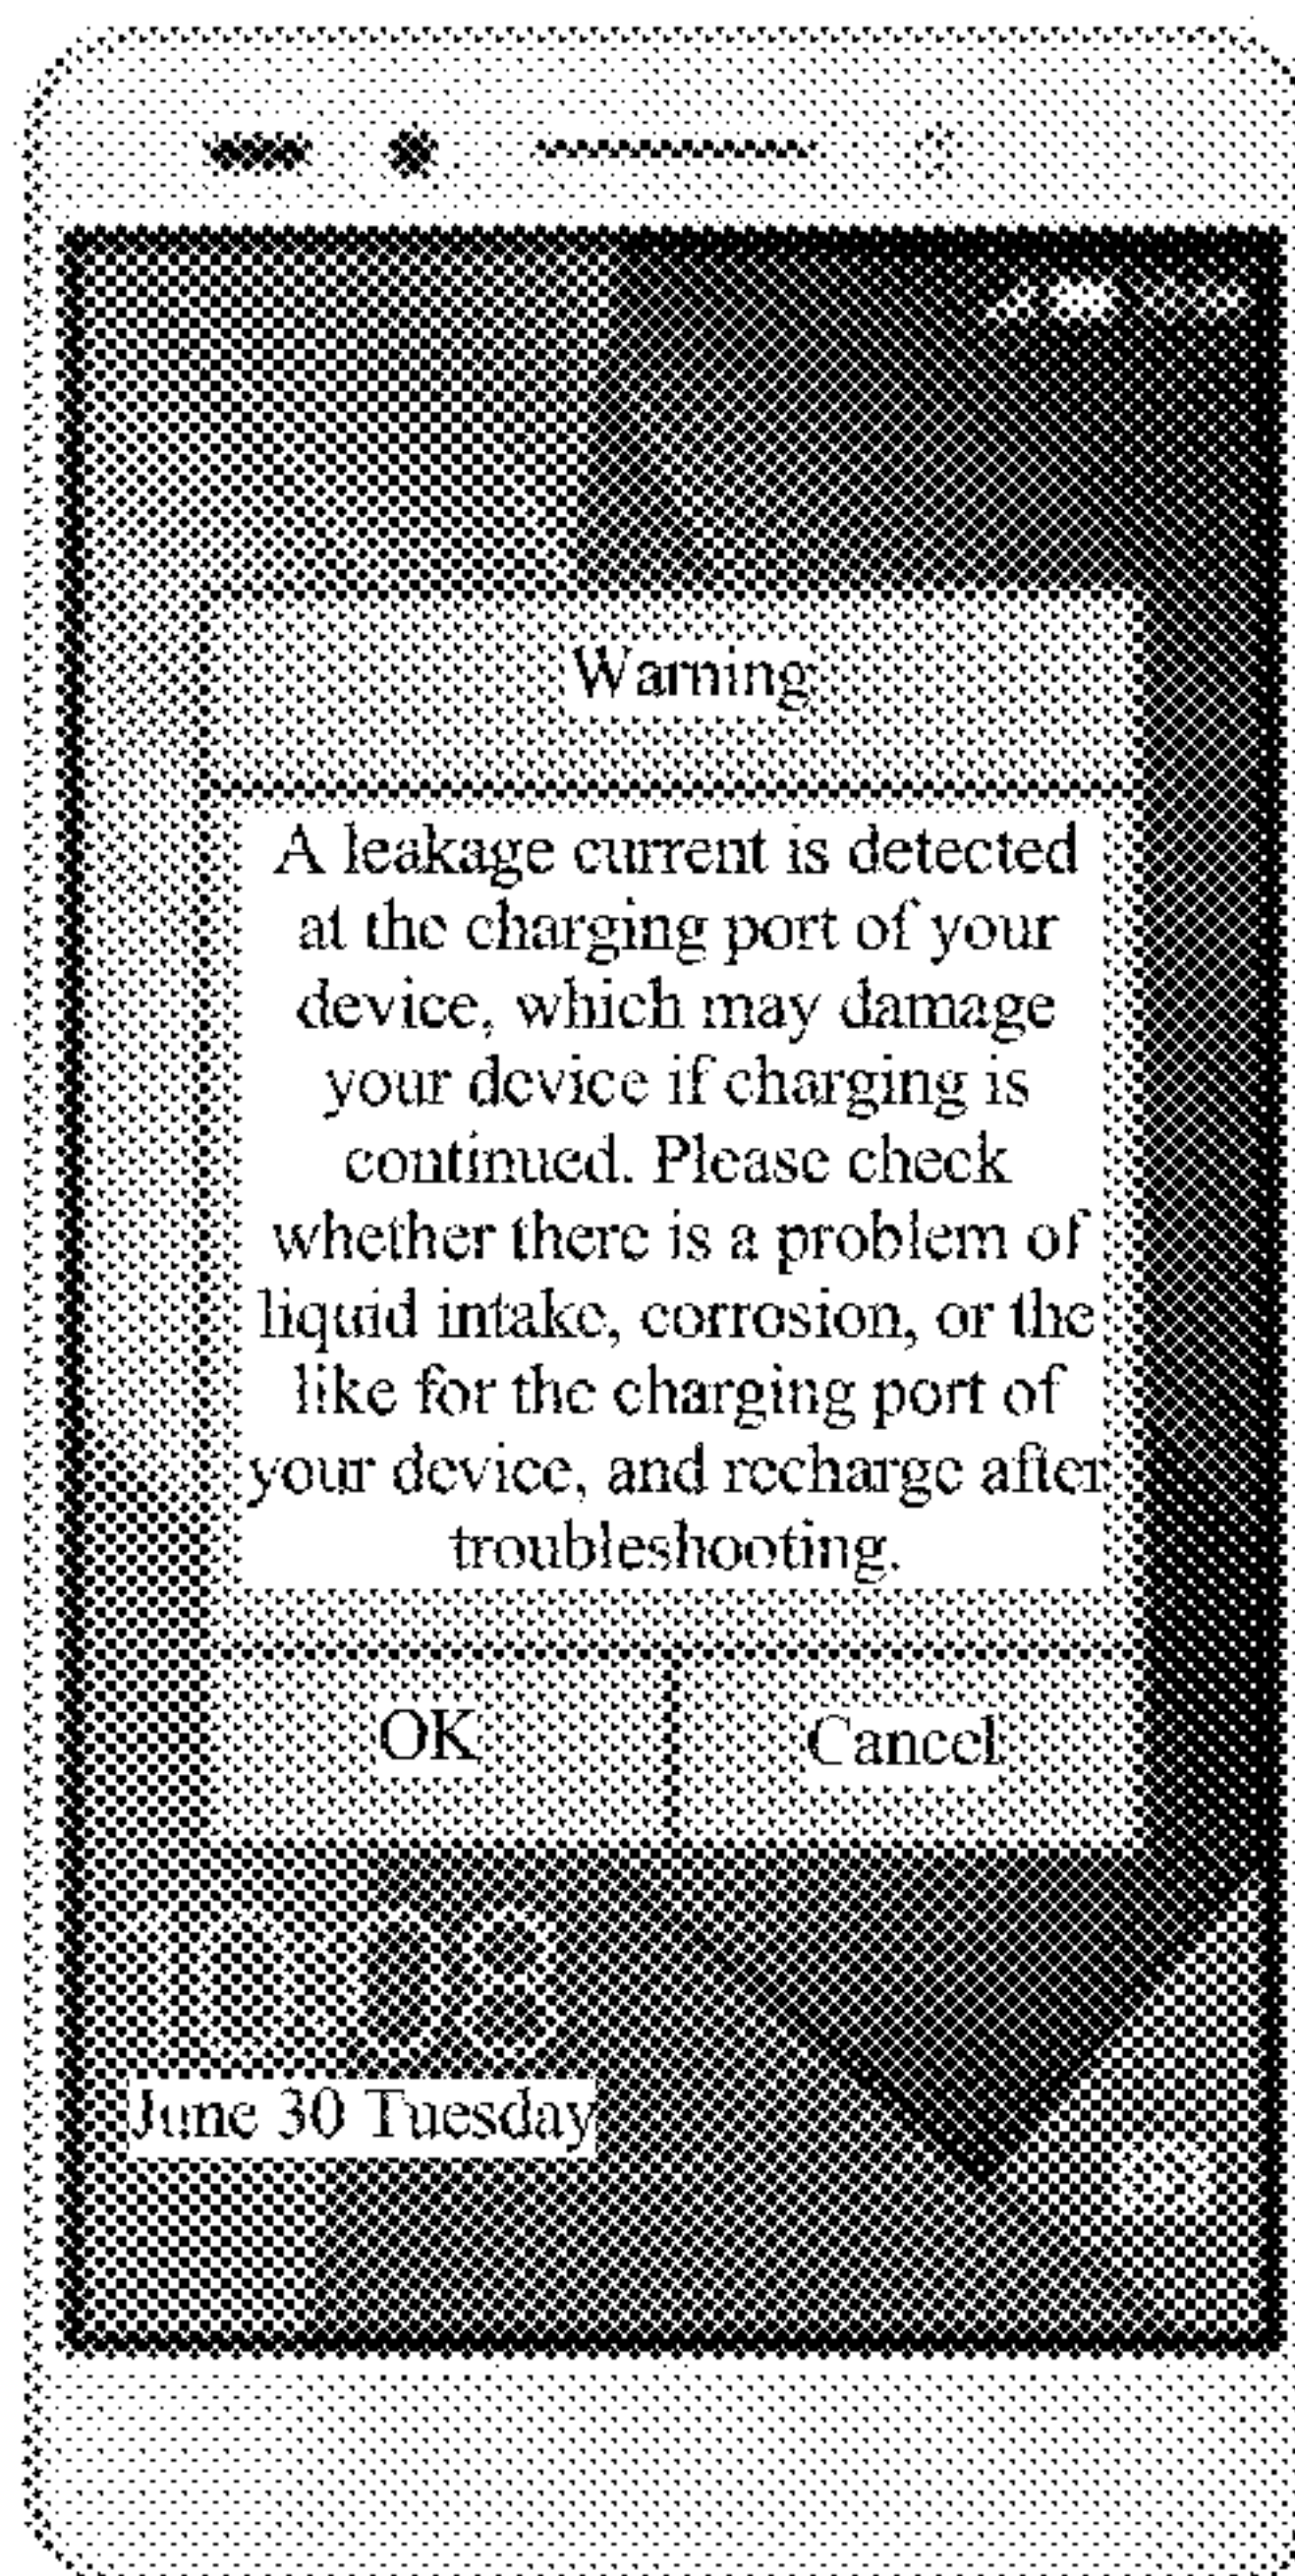 Warning
A leakage current is detected
at the charging port of your
device, which may damage
your device if charging is
continued. Please check
whether there is a problem of
liquid intake, corrosion, or the
like for the charging port of
your device, and recharge after
troubleshooting.
OK
Cancel
June 30 Tuesday